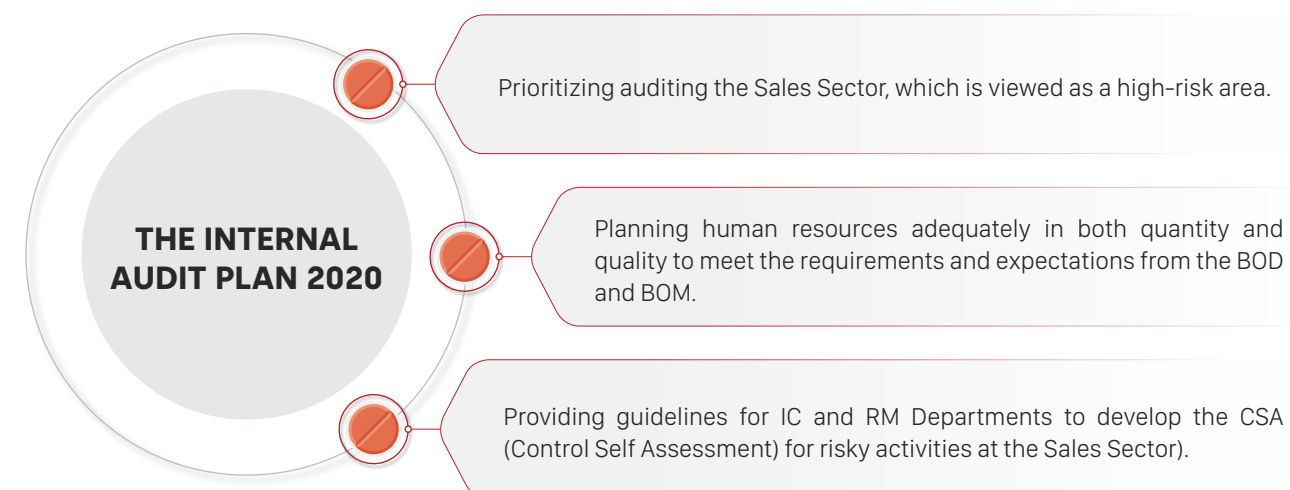 THE INTERNAL
AUDIT PLAN 2020
Prioritizing auditing the Sales Sector, which is viewed as a high-risk area.
Planning human resources adequately in both quantity and
quality to meet the requirements and expectations from the BOD
and BOM.
Providing guidelines for IC and RM Departments to develop the CSA
(Control Self Assessment) for risky activities at the Sales Sector).